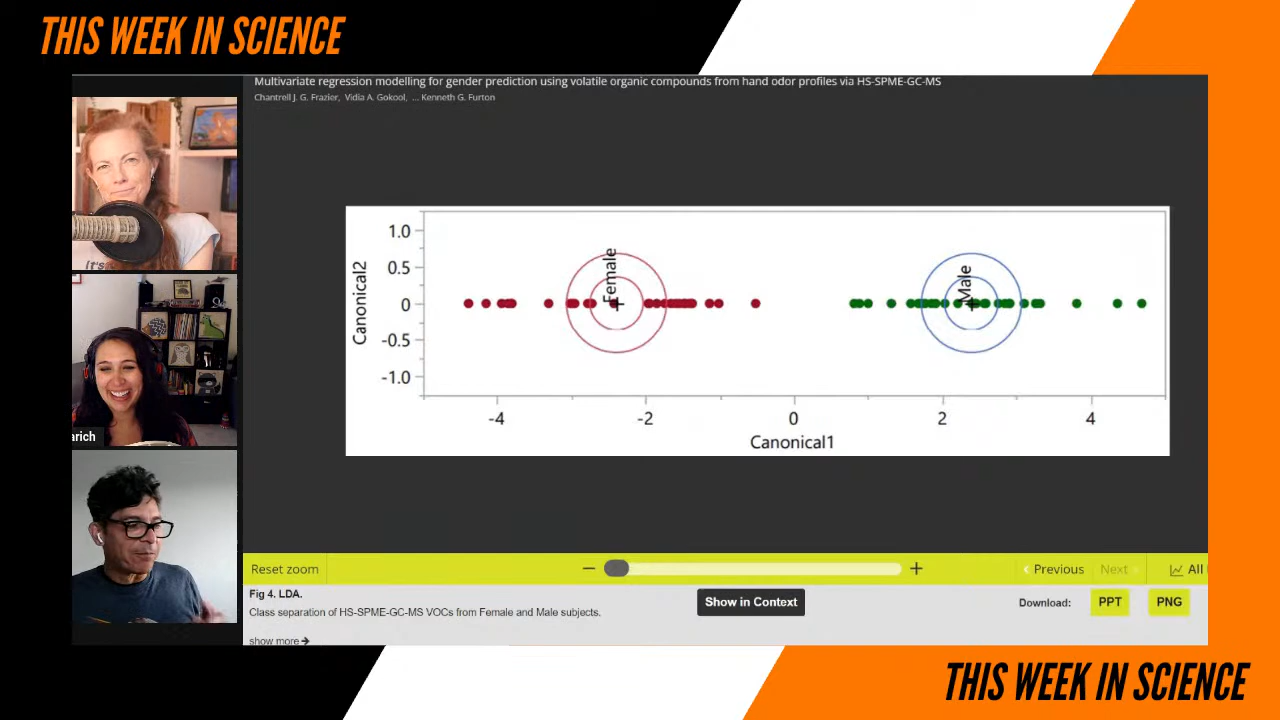 THIS WEEK IN SCIENCE
Multivariate regression modelling for gender prediction using volatile organic compounds from hand odor profiles via HS-SPME-GC-MS
Chantrell J. G. Frazier, Vidia A. Gokool, ... Kenneth G. Furton
It's
arich
Canonical2
1.0
0.5
0
-0.5
-1.0
Female
Male
-4
-2
0
2
4
Canonical1
Reset zoom
− +
‹ Previous Next ›
All
Fig 4. LDA.
Class separation of HS-SPME-GC-MS VOCs from Female and Male subjects.
show more →
Show in Context
Download: PPT PNG
THIS WEEK IN SCIENCE